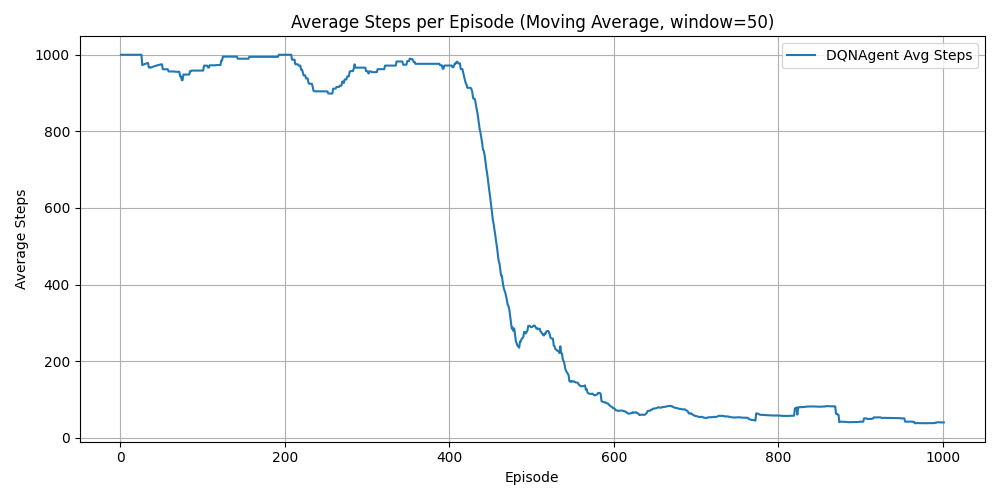 Average Steps per Episode (Moving Average, window=50)
DQNAgent Avg Steps
Average Steps
1000
800
600
400
200
0
0 200 400 600 800 1000
Episode